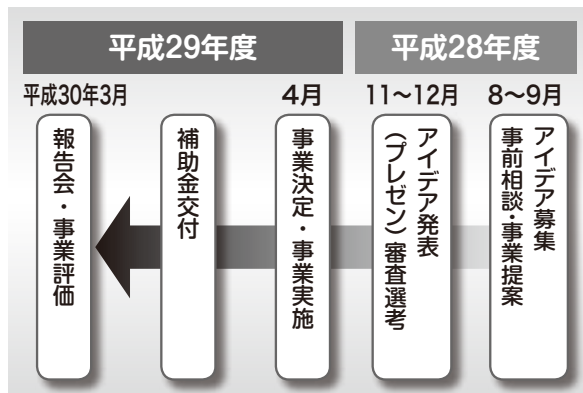 平成28年度
8〜9月
アイデア募集
事前相談・事業提案
11〜12月
アイデア発表
（プレゼン）審査選考
平成29年度
4月
事業決定・事業実施
補助金交付
平成30年3月
報告会・事業評価